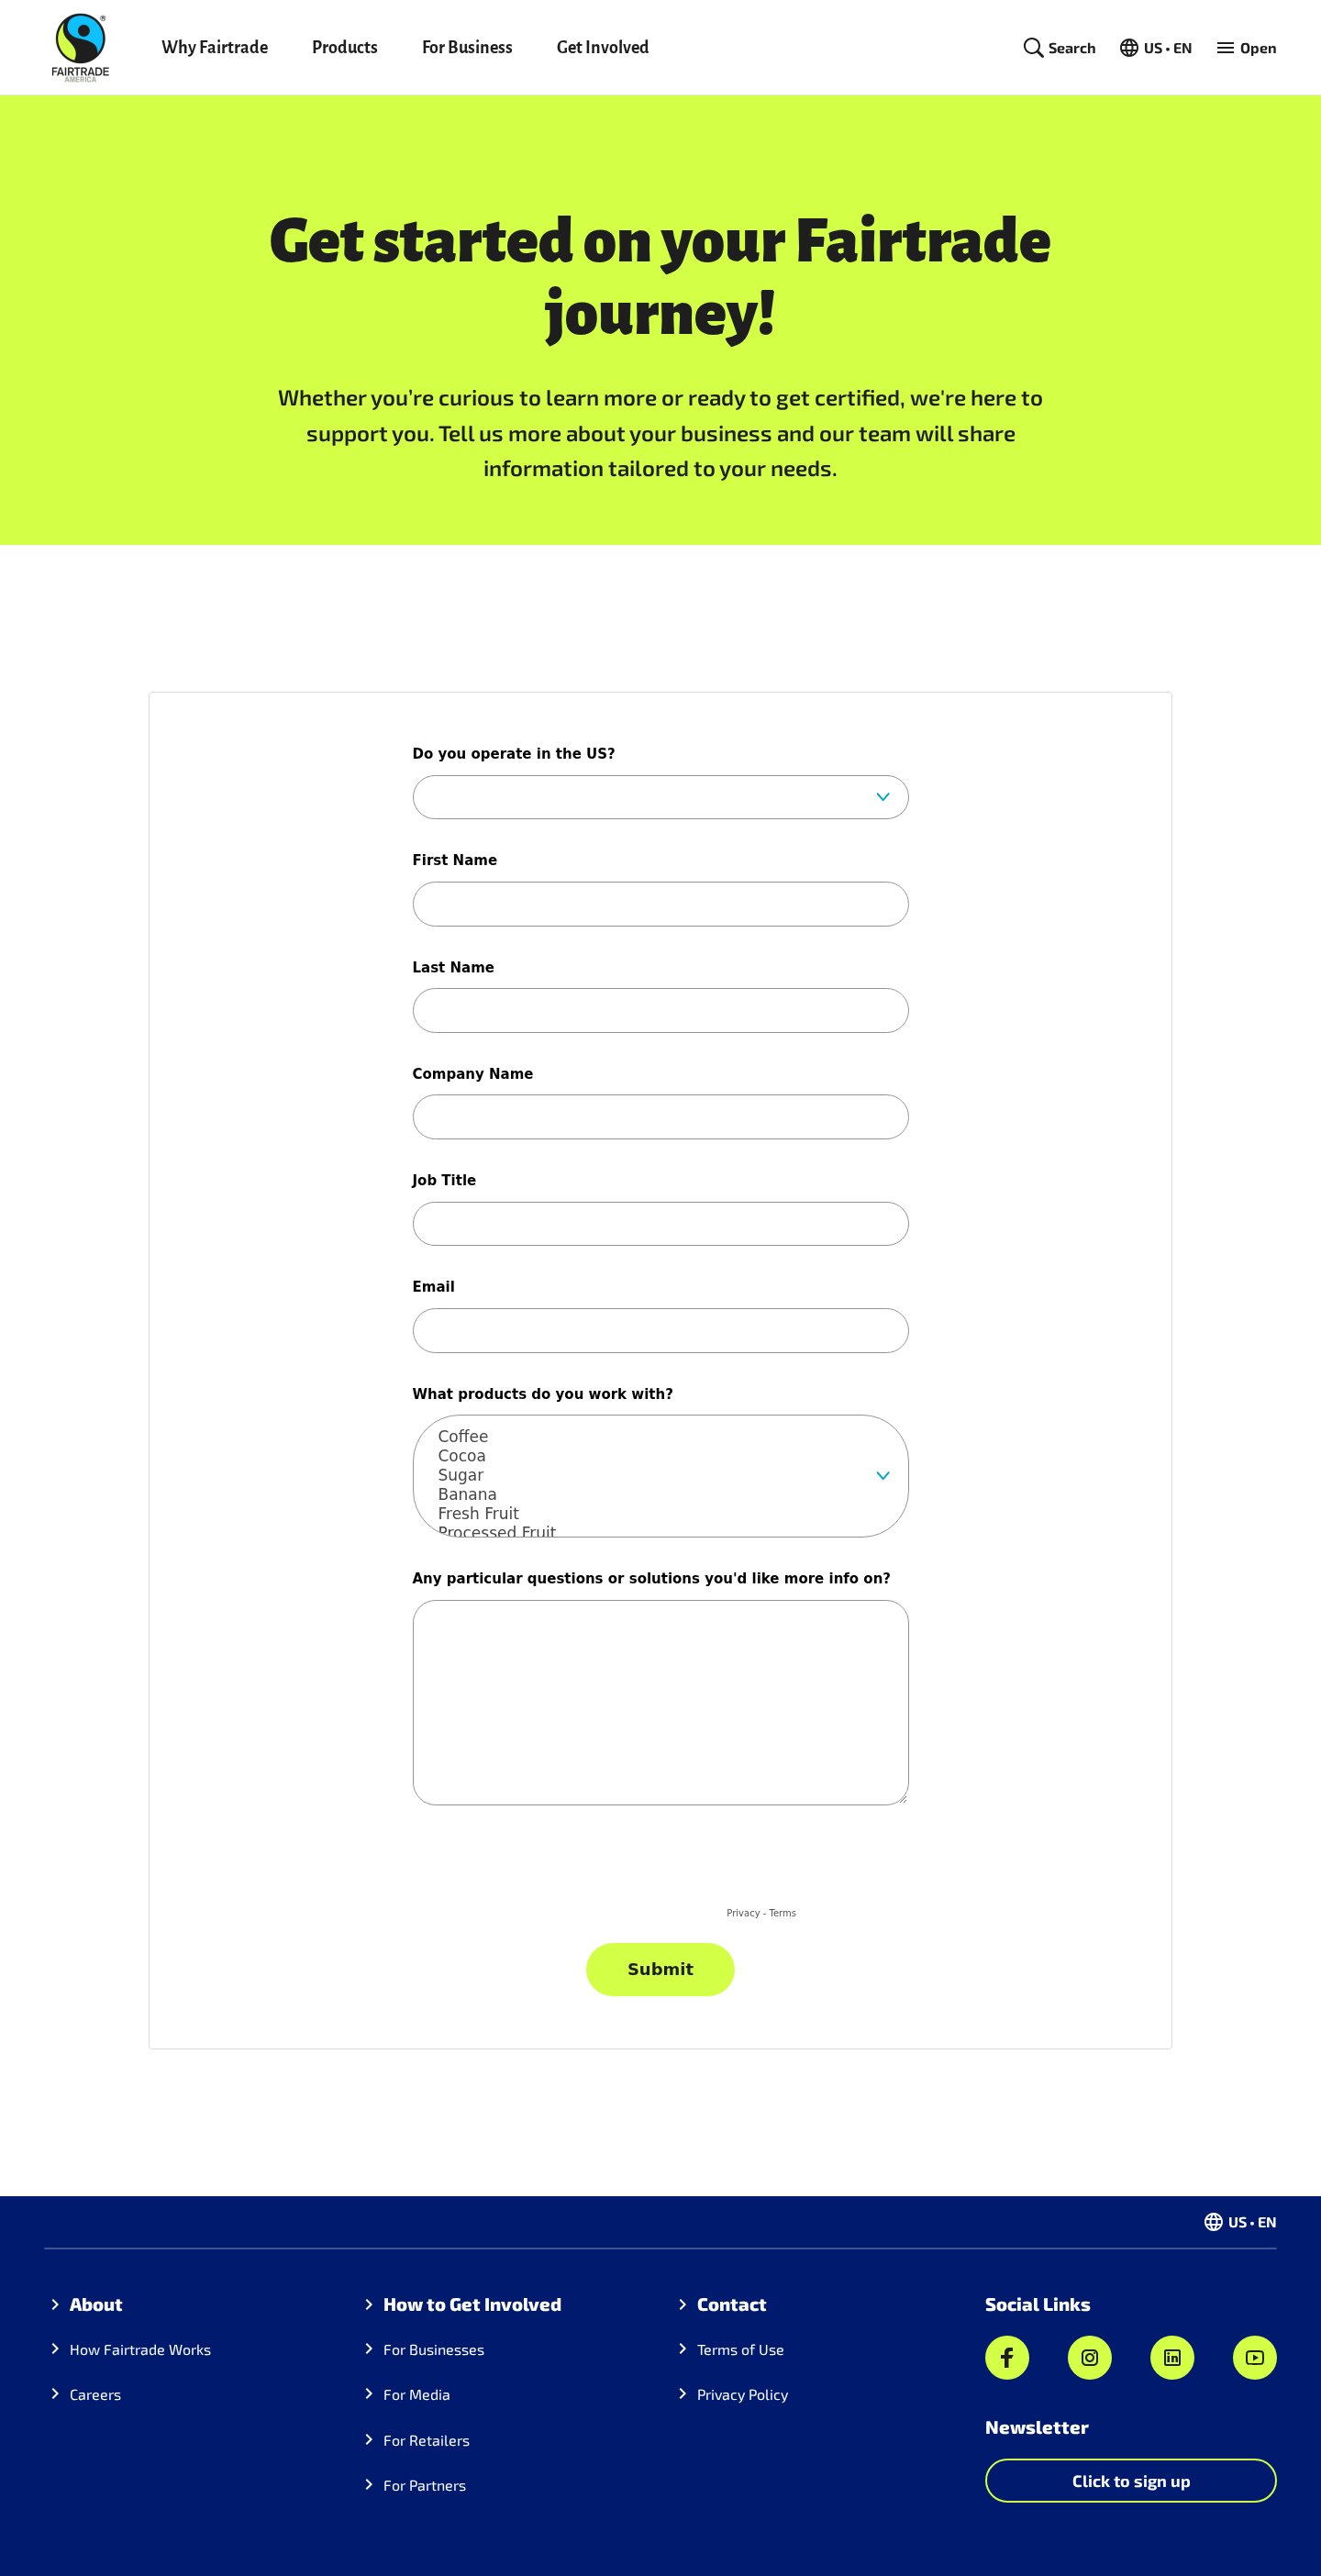 FAIRTRADE
AMERICA
Why Fairtrade
Products
For Business
Get Involved
Search
US • EN
Open
Get started on your Fairtrade
journey!
Whether you’re curious to learn more or ready to get certified, we’re here to
support you. Tell us more about your business and our team will share
information tailored to your needs.
Do you operate in the US?
First Name
Last Name
Company Name
Job Title
Email
What products do you work with?
Coffee
Cocoa
Sugar
Banana
Fresh Fruit
Processed Fruit
Any particular questions or solutions you'd like more info on?
Privacy - Terms
Submit
US • EN
About
How Fairtrade Works
Careers
How to Get Involved
For Businesses
For Media
For Retailers
For Partners
Contact
Terms of Use
Privacy Policy
Social Links
Newsletter
Click to sign up